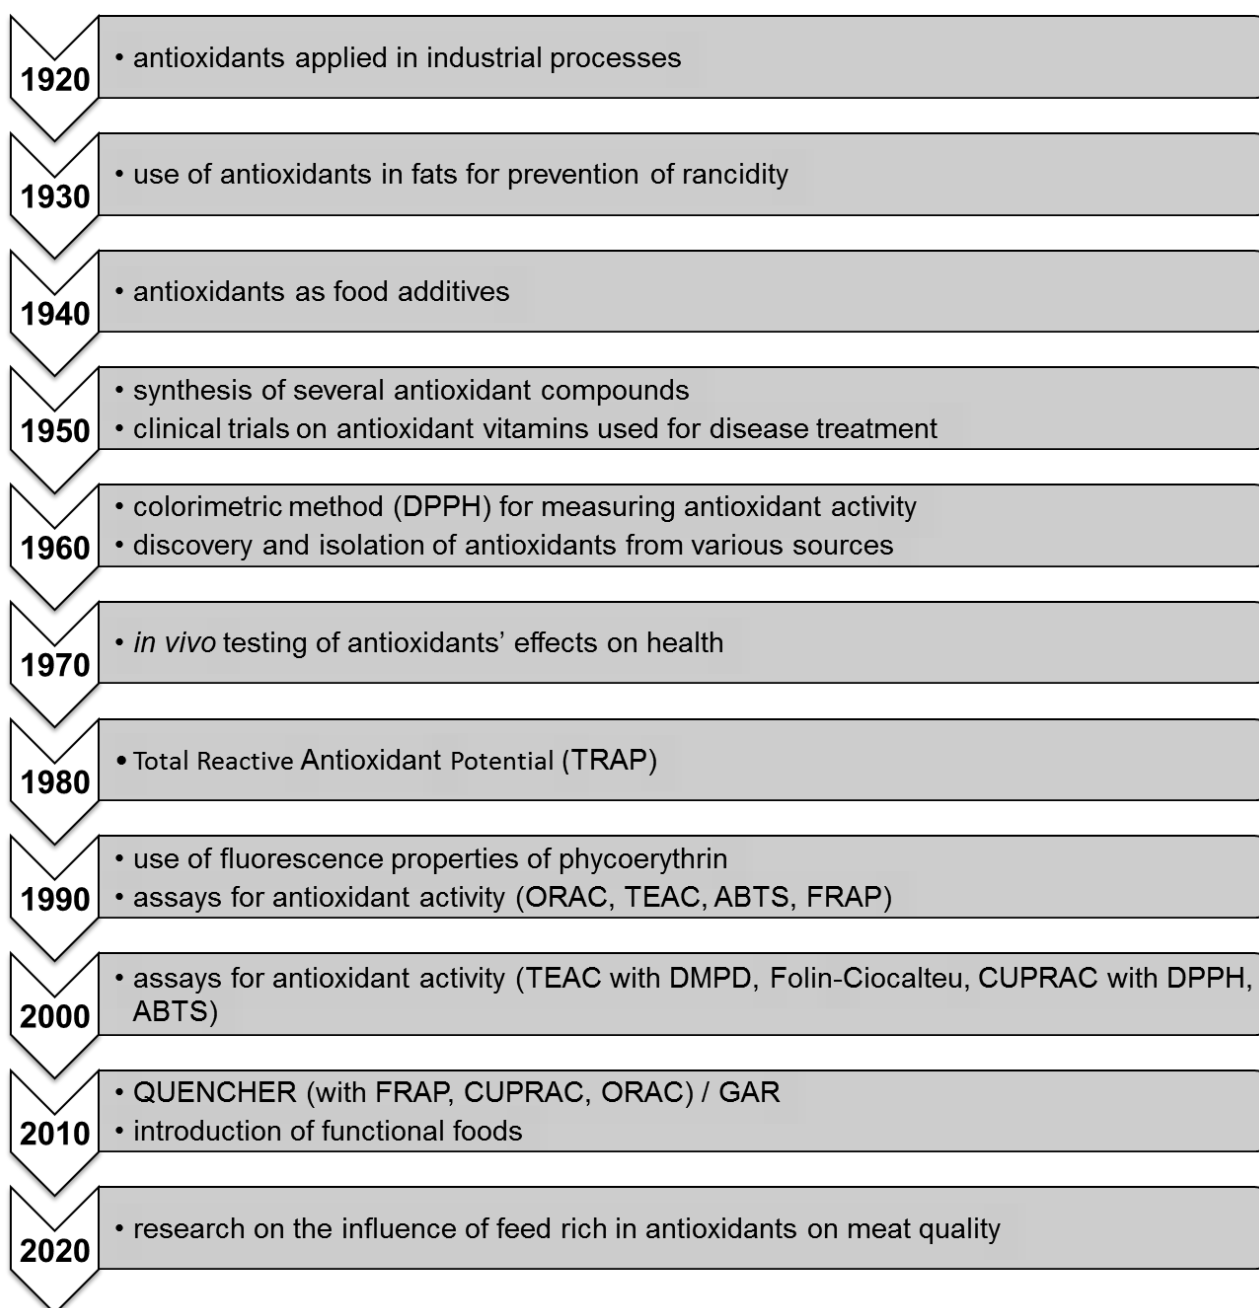 1920
• antioxidants applied in industrial processes
1930
• use of antioxidants in fats for prevention of rancidity
1940
• antioxidants as food additives
1950
• synthesis of several antioxidant compounds
• clinical trials on antioxidant vitamins used for disease treatment
1960
• colorimetric method (DPPH) for measuring antioxidant activity
• discovery and isolation of antioxidants from various sources
1970
• in vivo testing of antioxidants’ effects on health
1980
• Total Reactive Antioxidant Potential (TRAP)
1990
• use of fluorescence properties of phycoerythrin
• assays for antioxidant activity (ORAC, TEAC, ABTS, FRAP)
2000
• assays for antioxidant activity (TEAC with DMPD, Folin-Ciocalteu, CUPRAC with DPPH,
ABTS)
2010
• QUENCHER (with FRAP, CUPRAC, ORAC) / GAR
• introduction of functional foods
2020
• research on the influence of feed rich in antioxidants on meat quality